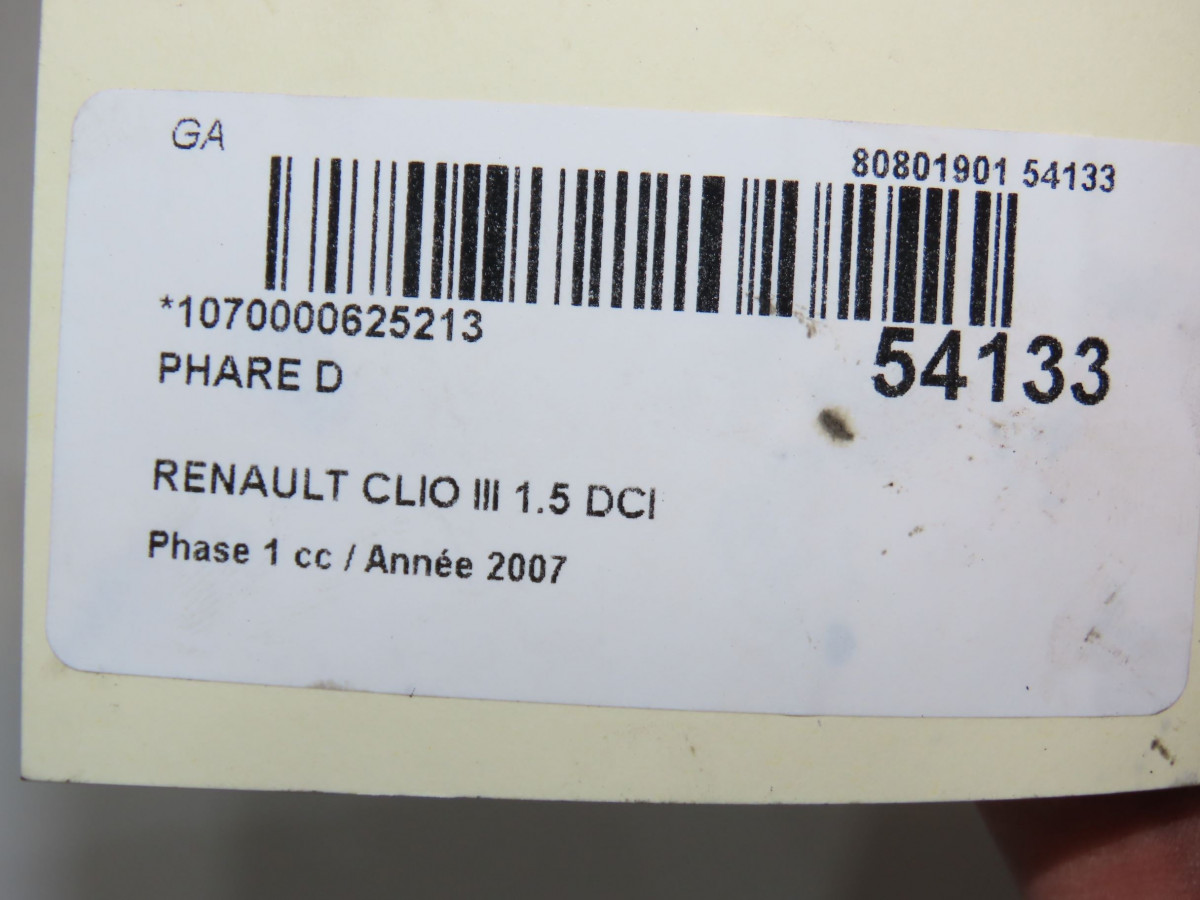 GA
80801901 54133
*1070000625213
54133
PHARE D
RENAULT CLIO III 1.5 DCI
Phase 1 cc / Année 2007